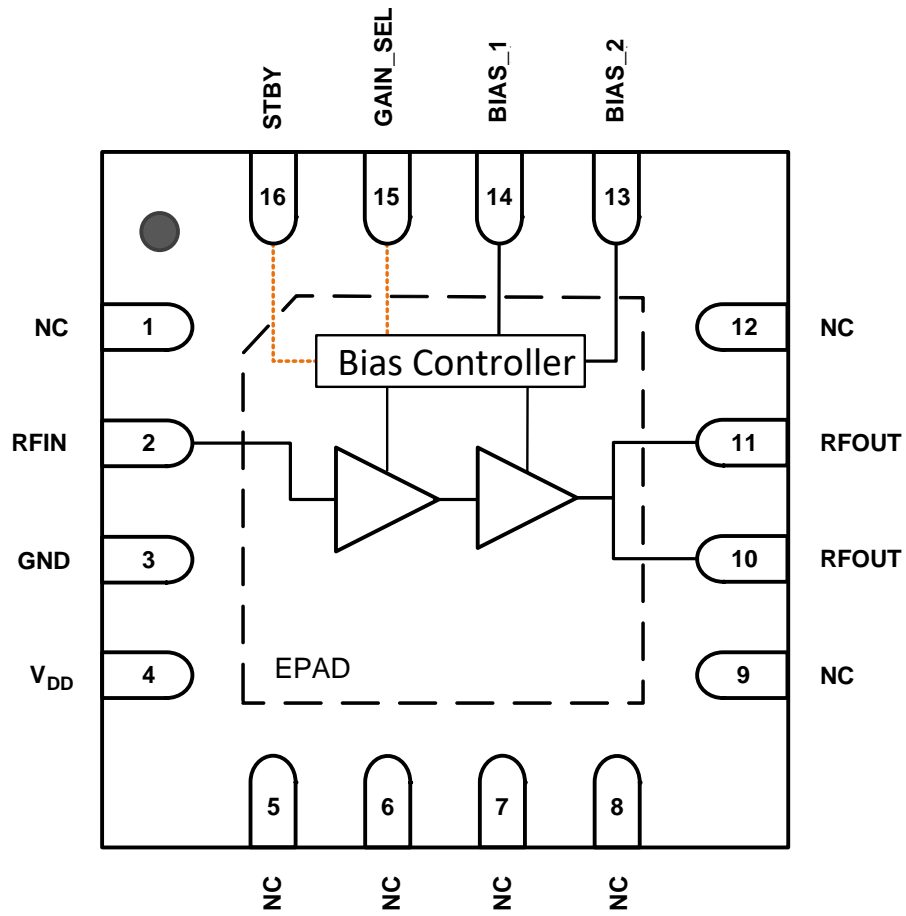 STBY
GAIN_SEL
BIAS_1
BIAS_2
16
15
14
13
NC 1
12 NC
Bias Controller
RFIN 2
11 RFOUT
GND 3
10 RFOUT
VDD 4
9 NC
EPAD
5
6
7
8
NC
NC
NC
NC